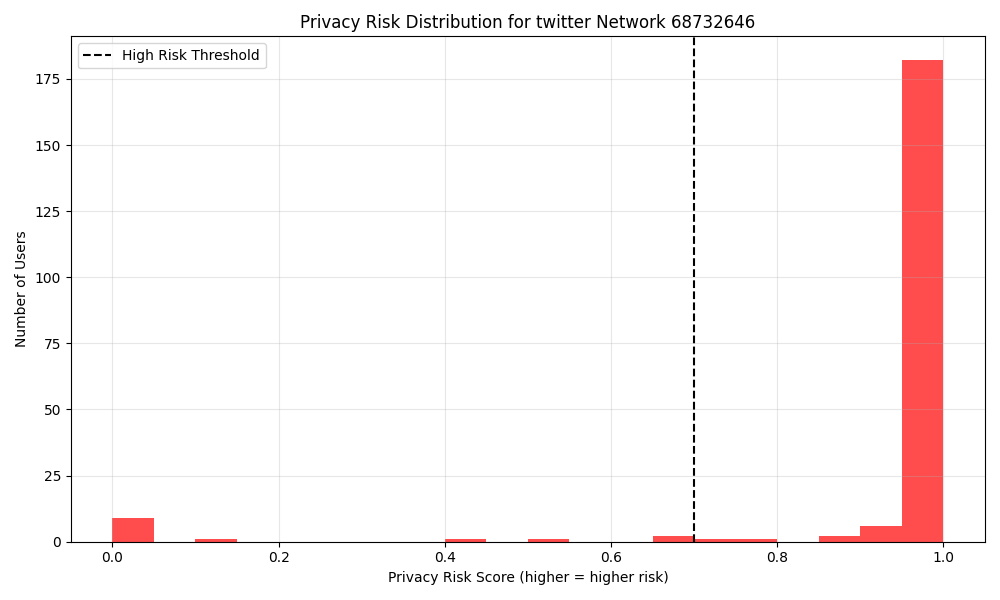 Privacy Risk Distribution for twitter Network 68732646
High Risk Threshold
Number of Users
175
150
125
100
75
50
25
0
0.0 0.2 0.4 0.6 0.8 1.0
Privacy Risk Score (higher = higher risk)